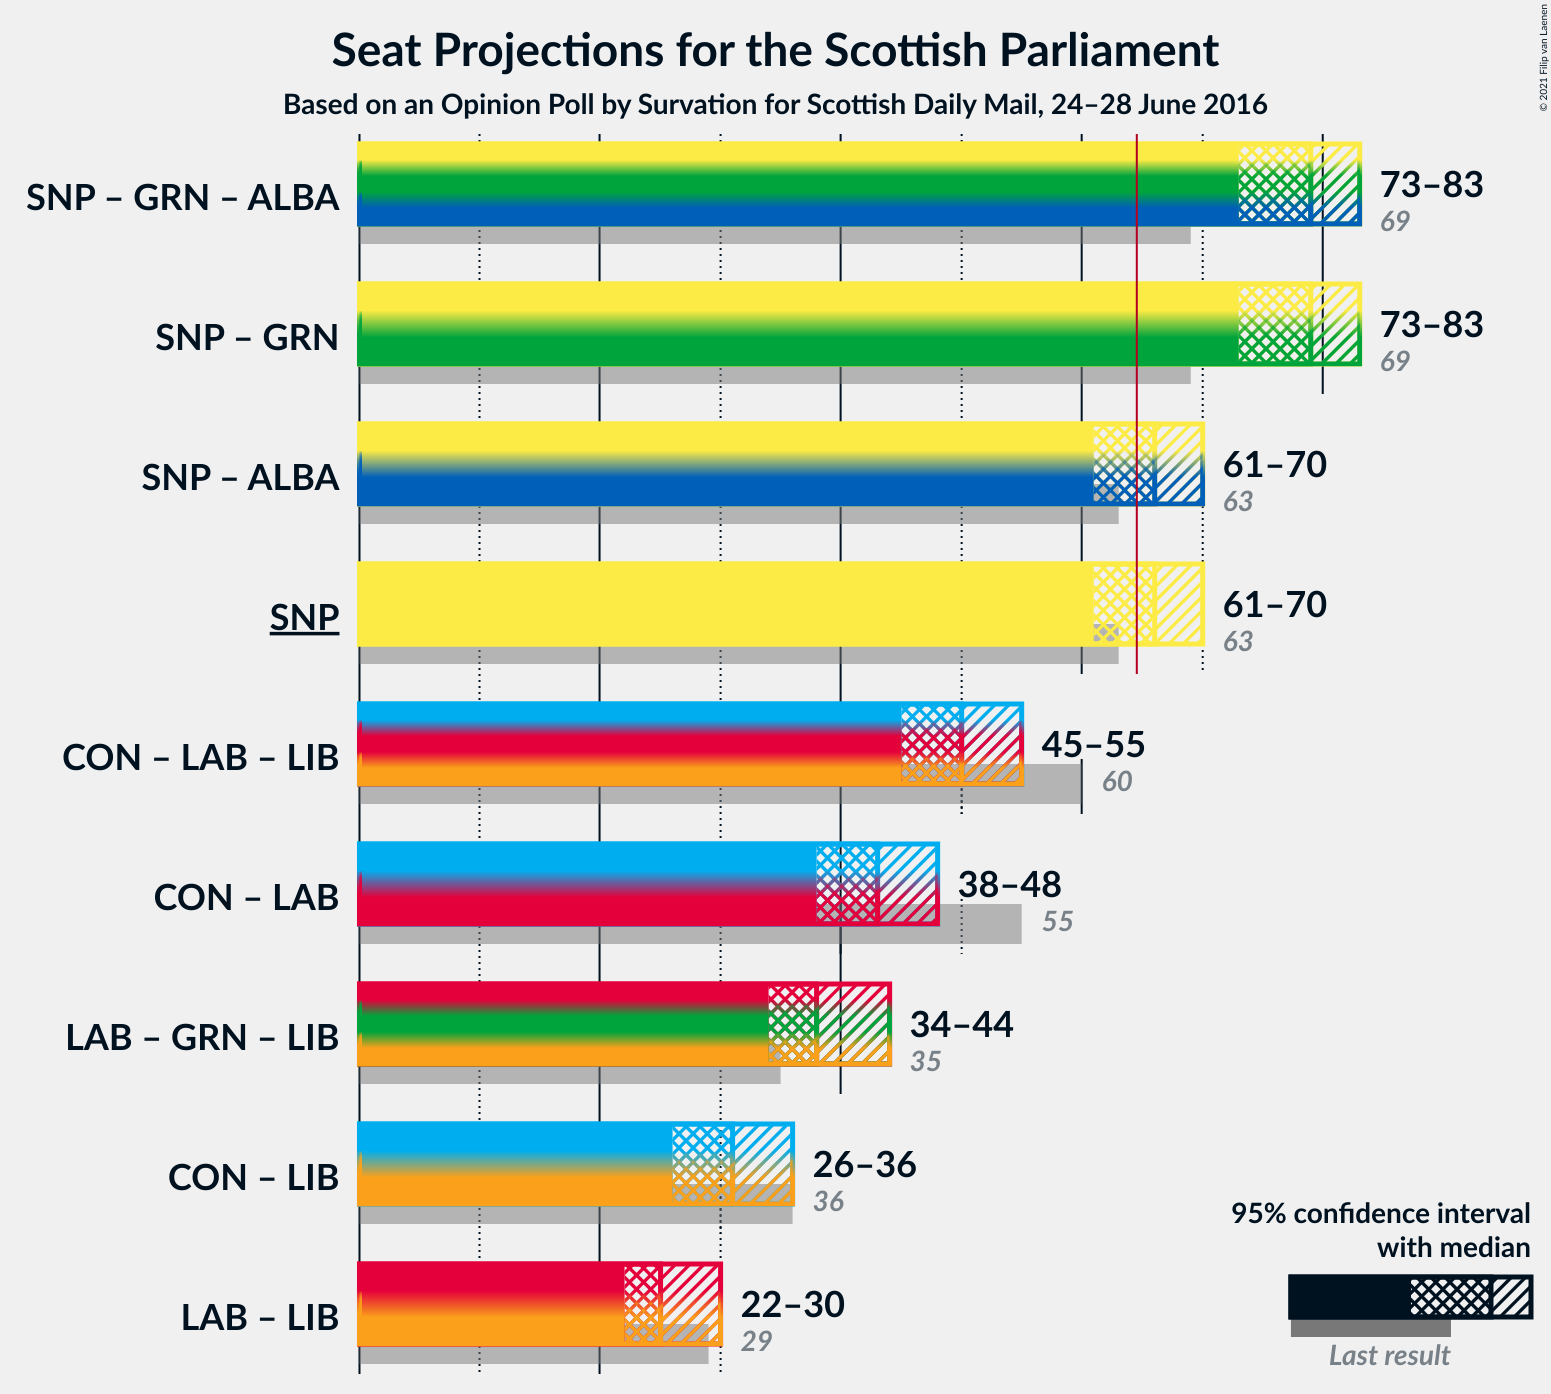 Seat Projections for the Scottish Parliament
Based on an Opinion Poll by Survation for Scottish Daily Mail, 24–28 June 2016
© 2021 Filip van Laenen
SNP – GRN – ALBA
73–83
69
SNP – GRN
73–83
69
SNP – ALBA
61–70
63
SNP
61–70
63
CON – LAB – LIB
45–55
60
CON – LAB
38–48
55
LAB – GRN – LIB
34–44
35
CON – LIB
26–36
36
LAB – LIB
22–30
29
95% confidence interval
with median
Last result